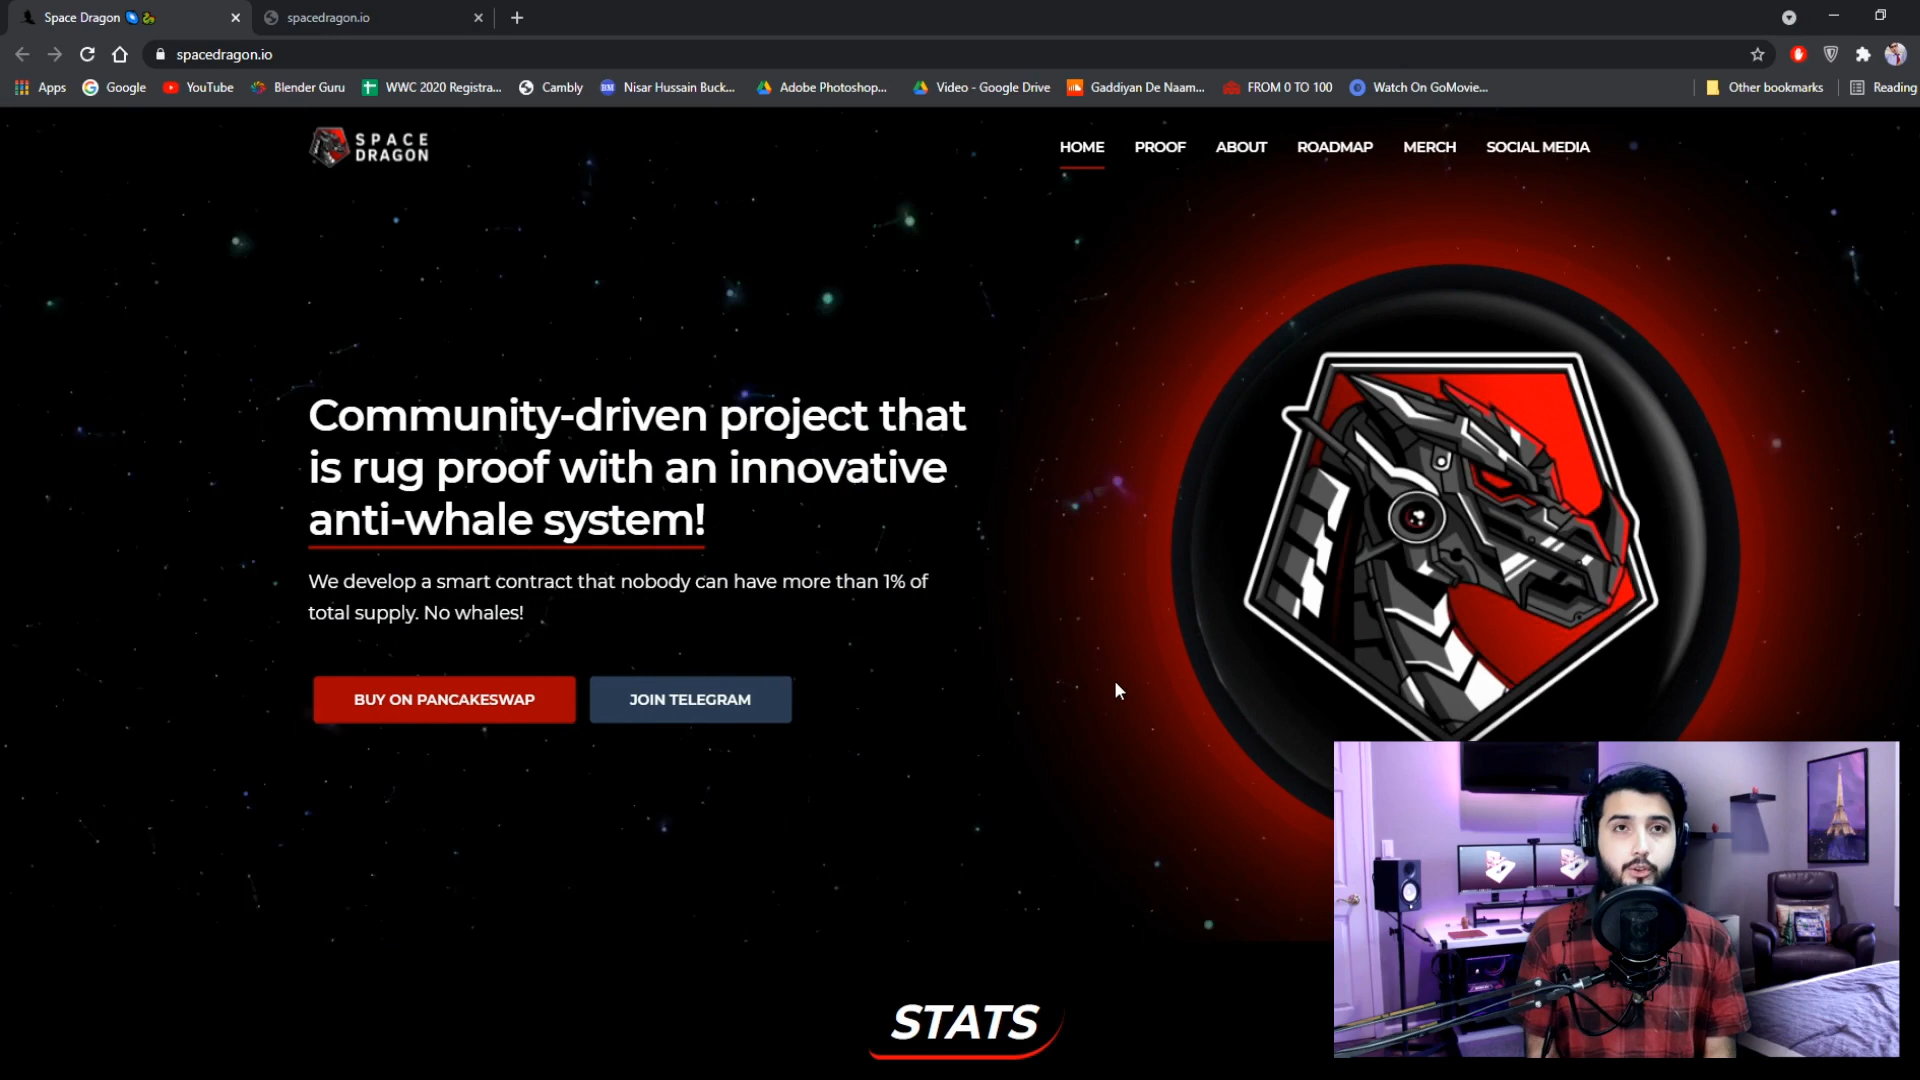 Space Dragon
spacedragon.io
spacedragon.io
Apps
Google
YouTube
Blender Guru
WWC 2020 Registra...
Cambly
BM
Nisar Hussain Buck...
Adobe Photoshop...
Video - Google Drive
Gaddiyan De Naam...
FROM 0 TO 100
Watch On GoMovie...
Other bookmarks
Reading
SPACE
DRAGON
HOME
PROOF
ABOUT
ROADMAP
MERCH
SOCIAL MEDIA
Community-driven project that
is rug proof with an innovative
anti-whale system!
We develop a smart contract that nobody can have more than 1% of
total supply. No whales!
BUY ON PANCAKESWAP
JOIN TELEGRAM
STATS